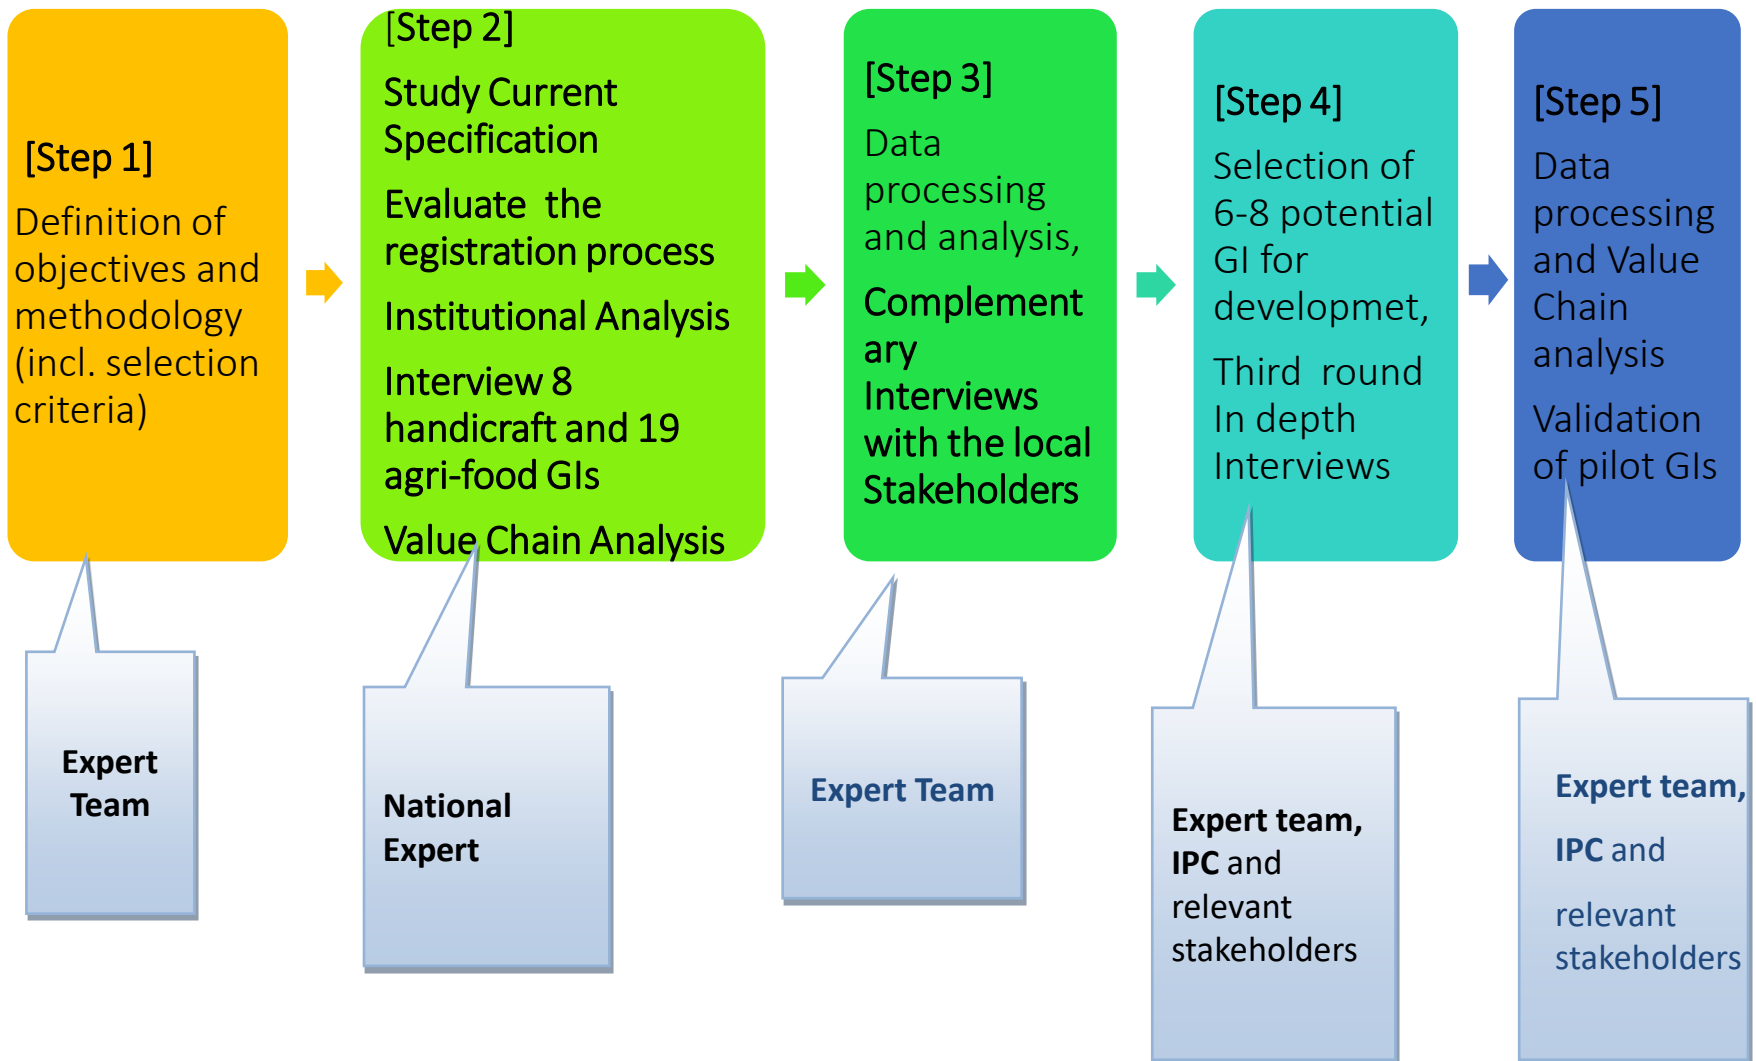 [Step 1]
Definition of
objectives and
methodology
(incl. selection
criteria)
[Step 2]
Study Current
Specification
Evaluate  the
registration process
Institutional Analysis
Interview 8
handicraft and 19
agri-food GIs
Value Chain Analysis
[Step 3]
Data
processing
and analysis,
Complement
ary
Interviews
with the local
Stakeholders
[Step 4]
Selection of
6-8 potential
GI for
developmet,
Third  round
In depth
Interviews
[Step 5]
Data
processing
and Value
Chain
analysis
Validation
of pilot GIs
Expert
Team
National
Expert
Expert Team
Expert team,
IPC and
relevant
stakeholders
Expert team,
IPC and
relevant
stakeholders